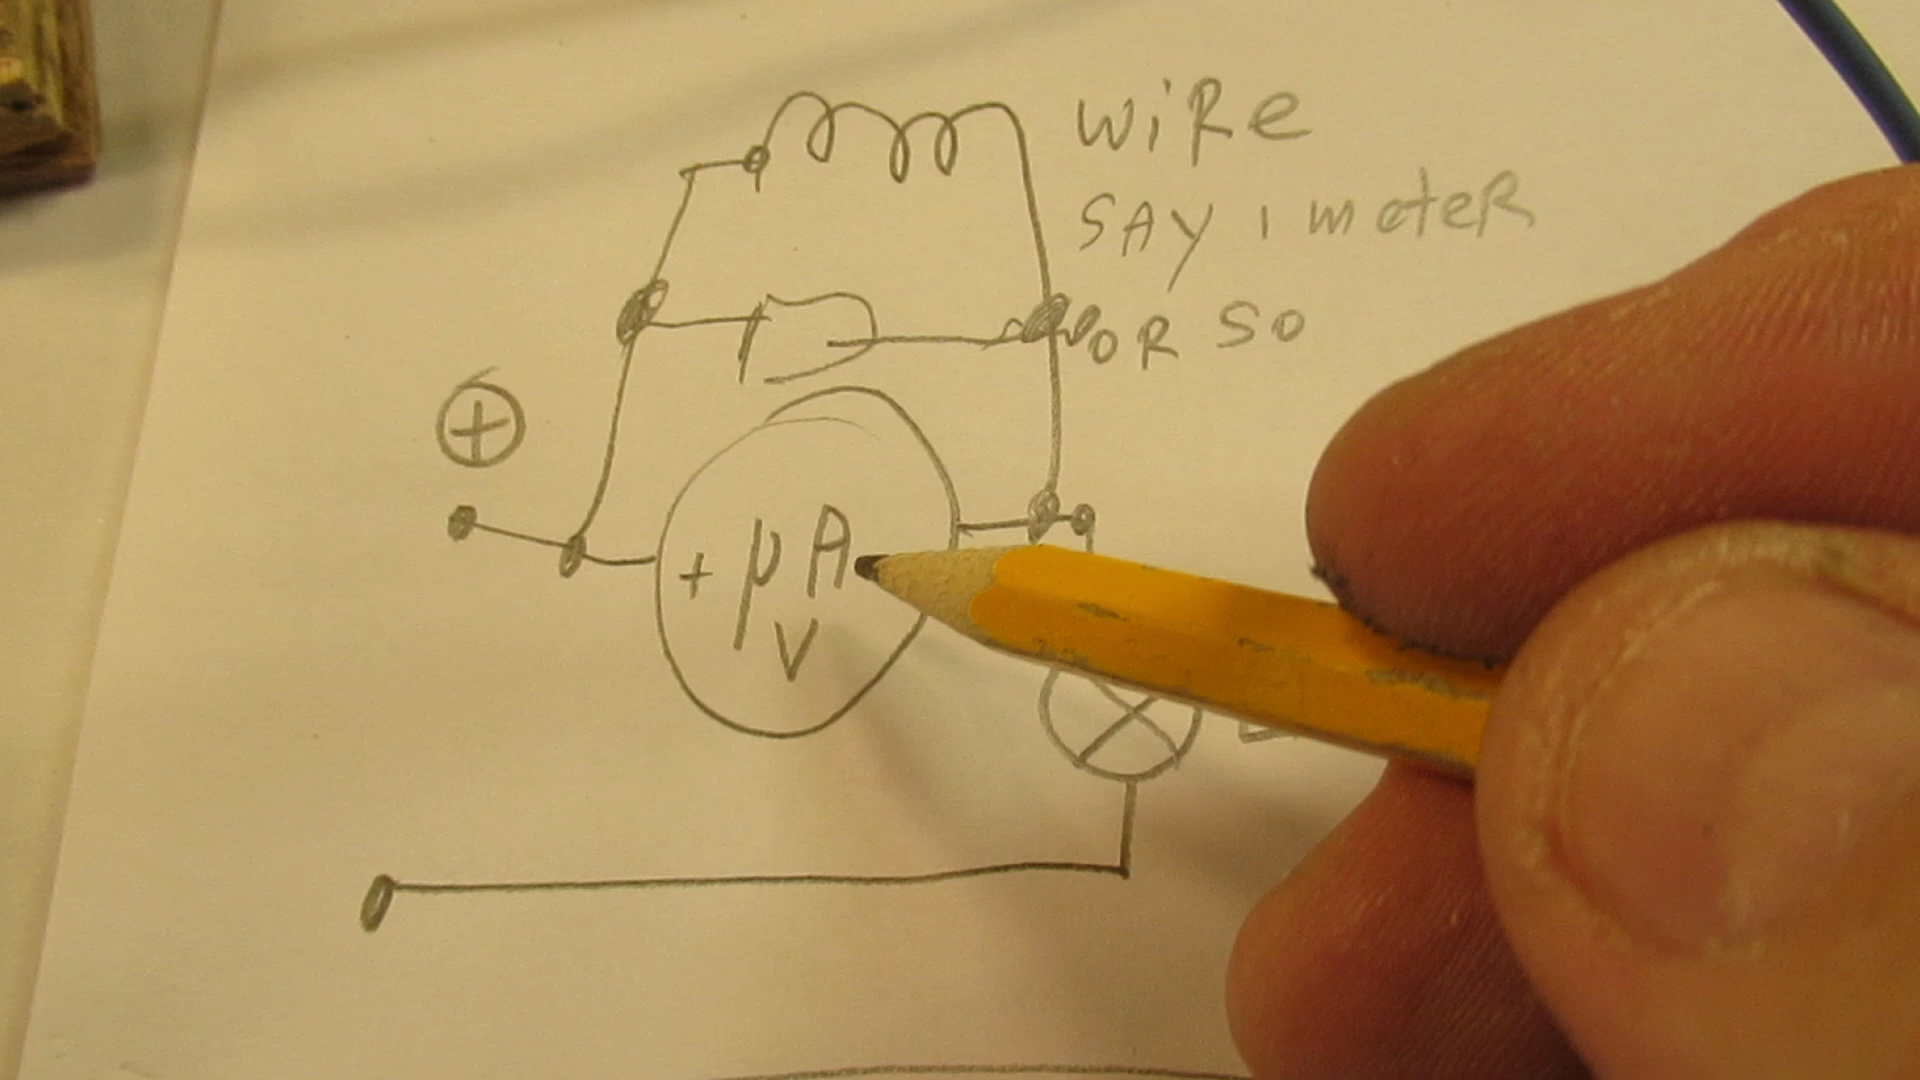 WiRe
SAY 1 meteR
OR SO
+
+ μA
V